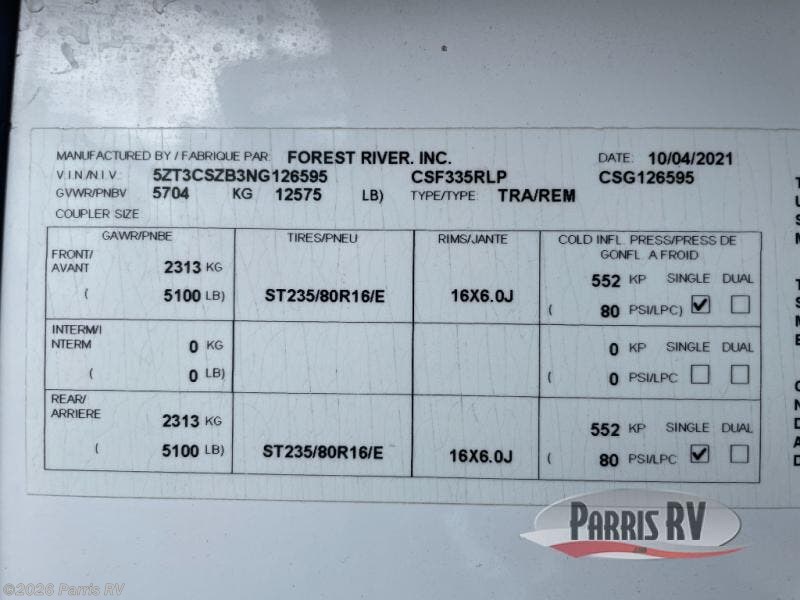 MANUFACTURED BY / FABRIQUE PAR: FOREST RIVER. INC. DATE: 10/04/2021
V.I.N./N.I.V.: 5ZT3CSZB3NG126595 CSF335RLP CSG126595
GVWR/PNBV 5704 KG 12575 LB) TYPE/TYPE: TRA/REM
COUPLER SIZE
GAWR/PNBE TIRES/PNEU RIMS/JANTE COLD INFL. PRESS/PRESS DE GONFL. A FROID
FRONT/
AVANT 2313 KG 552 KP SINGLE DUAL
( 5100 LB) ST235/80R16/E 16X6.0J ( 80 PSI/LPC)
INTERM/I
NTERM 0 KG 0 KP SINGLE DUAL
( 0 LB) ( 0 PSI/LPC
REAR/
ARRIERE 2313 KG 552 KP SINGLE DUAL
( 5100 LB) ST235/80R16/E 16X6.0J ( 80 PSI/LPC
PARRIS RV
©2026 Parris RV